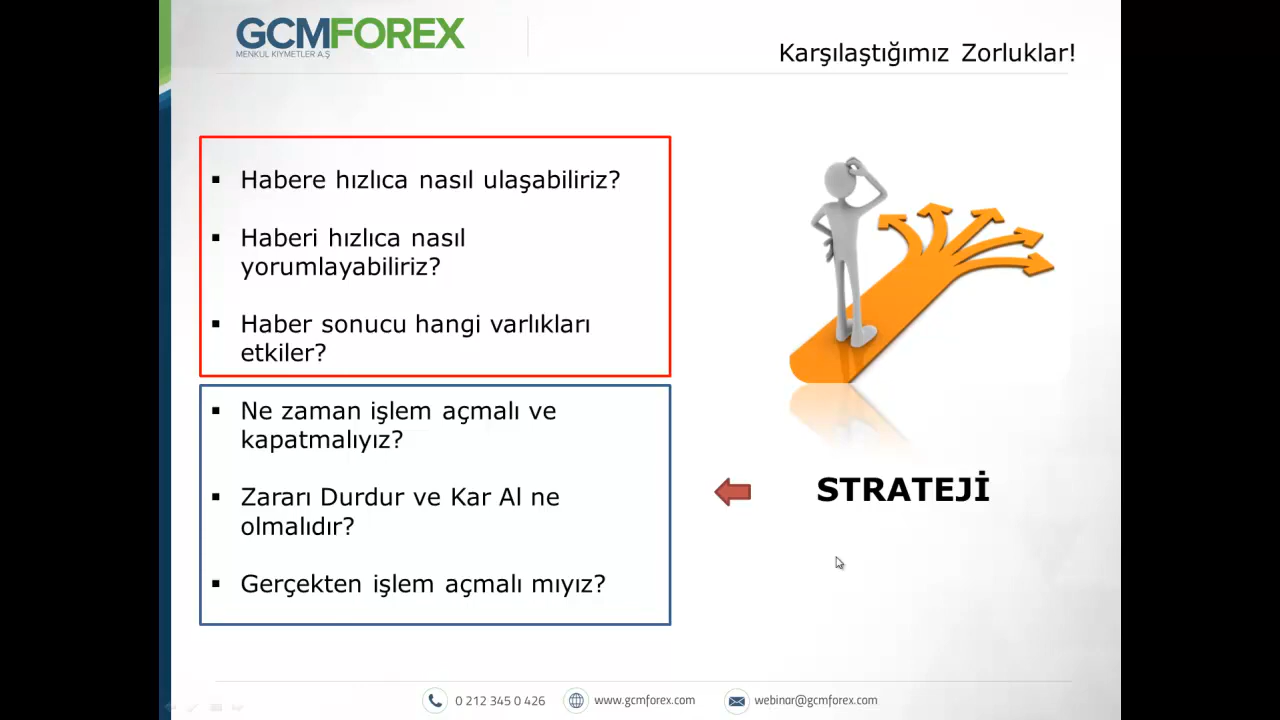 GCMFOREX
MENKUL KIYMETLER A.Ş
Karşılaştığımız Zorluklar!
▪ Habere hızlıca nasıl ulaşabiliriz?
▪ Haberi hızlıca nasıl
yorumlayabiliriz?
▪ Haber sonucu hangi varlıkları
etkiler?
▪ Ne zaman işlem açmalı ve
kapatmalıyız?
▪ Zararı Durdur ve Kar Al ne
olmalıdır?
▪ Gerçekten işlem açmalı mıyız?
STRATEJİ
0 212 345 0 426
www.gcmforex.com
webinar@gcmforex.com